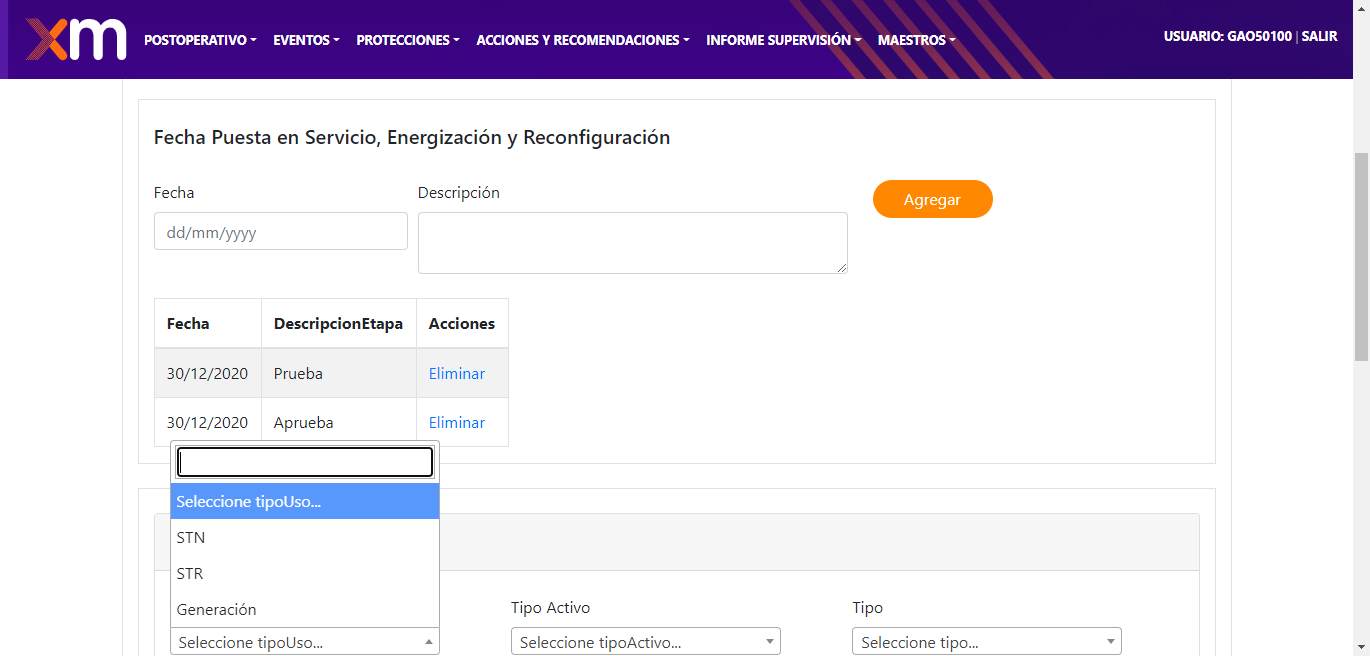 xm POSTOPERATIVO EVENTOS PROTECCIONES ACCIONES Y RECOMENDACIONES INFORME SUPERVISIÓN MAESTROS USUARIO: GAO50100 | SALIR
Fecha Puesta en Servicio, Energización y Reconfiguración
Fecha Descripción Agregar
dd/mm/yyyy
Fecha DescripcionEtapa Acciones
30/12/2020 Prueba Eliminar
30/12/2020 Aprueba Eliminar
Seleccione tipoUso...
STN
STR
Generación
Tipo Activo Tipo
Seleccione tipoUso... Seleccione tipoActivo... Seleccione tipo...